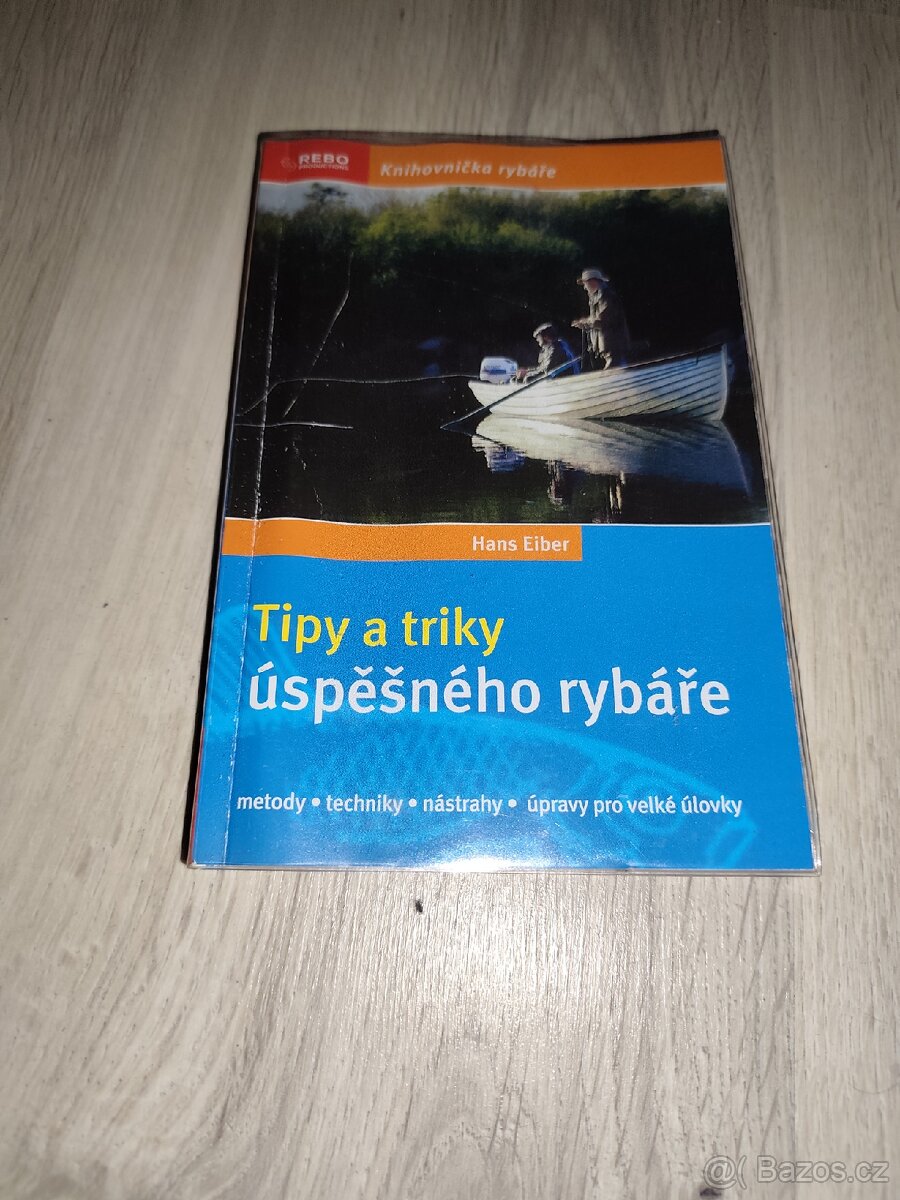 REBO
PRODUCTIONS
Knihovnička rybáře
Hans Eiber
Tipy a triky
úspěšného rybáře
metody • techniky • nástrahy • úpravy pro velké úlovky
@( Bazos.cz